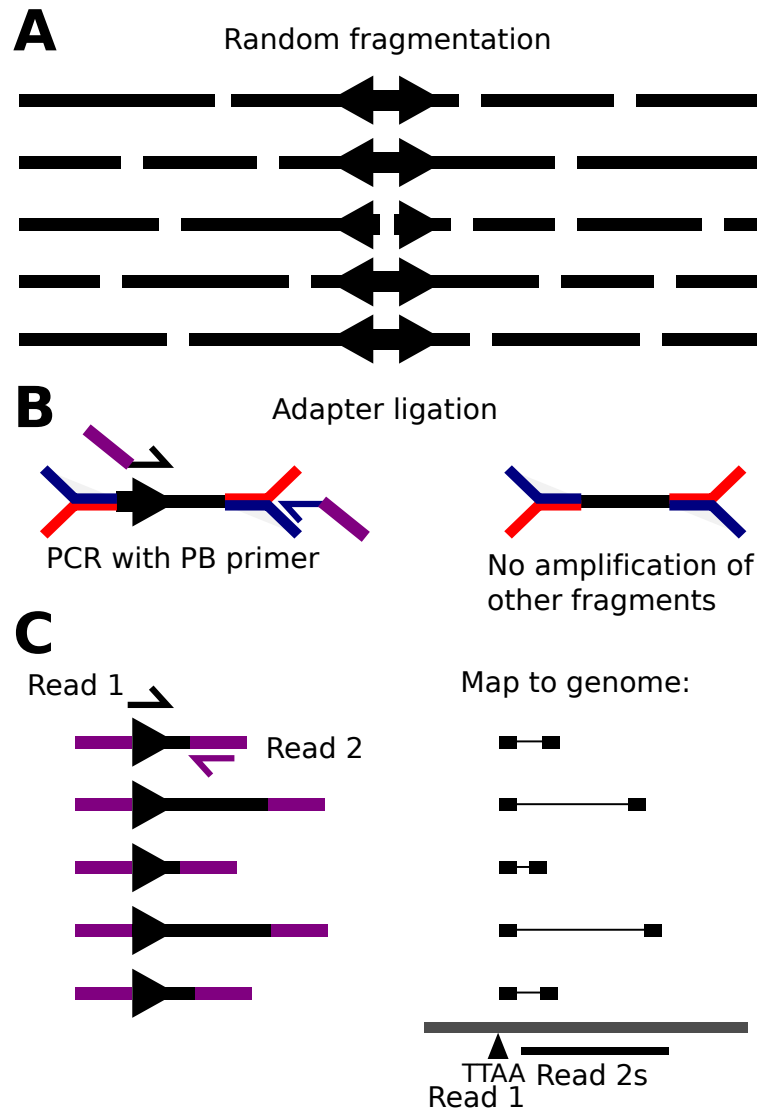 A
Random fragmentation
B
Adapter ligation
PCR with PB primer
No amplification of
other fragments
C
Read 1
Read 2
Map to genome:
TTAA
Read 2s
Read 1